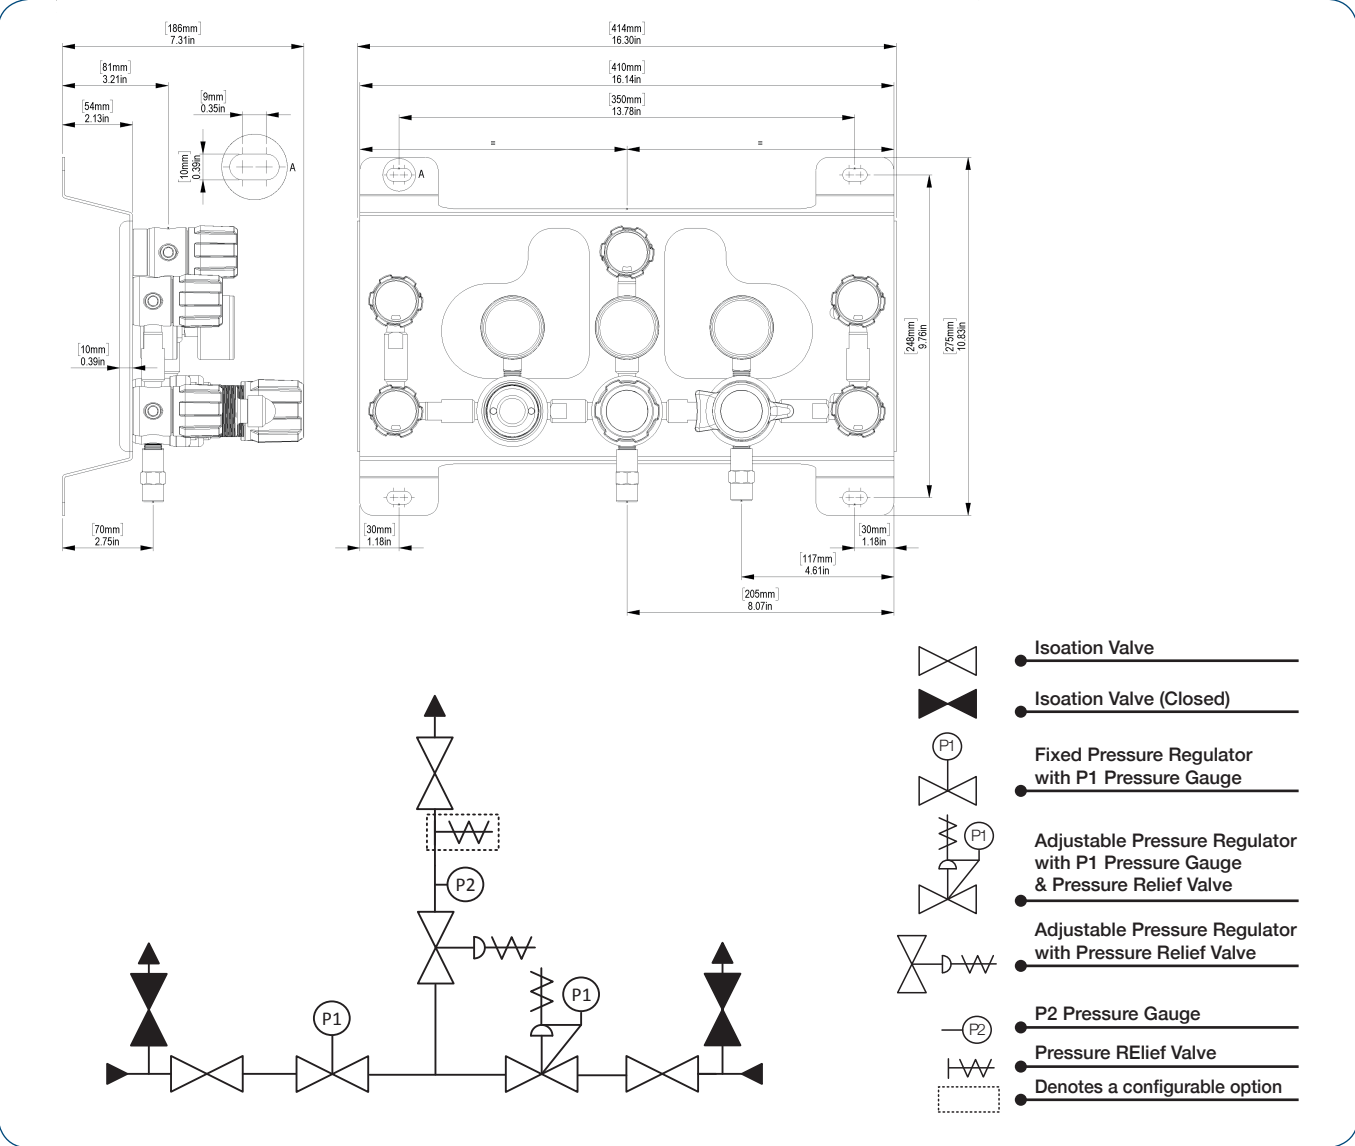 [186mm]
7.31in
[81mm]
3.21in
[54mm]
2.13in
[9mm]
0.35in
[10mm]
0.39in
A
[10mm]
0.39in
[70mm]
2.75in
[414mm]
16.30in
[410mm]
16.14in
[350mm]
13.78in
=
=
A
[248mm]
9.76in
[275mm]
10.83in
[30mm]
1.18in
[30mm]
1.18in
[117mm]
4.61in
[205mm]
8.07in
P2
P1
P1
Isoation Valve
Isoation Valve (Closed)
P1
Fixed Pressure Regulator
with P1 Pressure Gauge
P1
Adjustable Pressure Regulator
with P1 Pressure Gauge
& Pressure Relief Valve
Adjustable Pressure Regulator
with Pressure Relief Valve
P2
P2 Pressure Gauge
Pressure RElief Valve
Denotes a configurable option